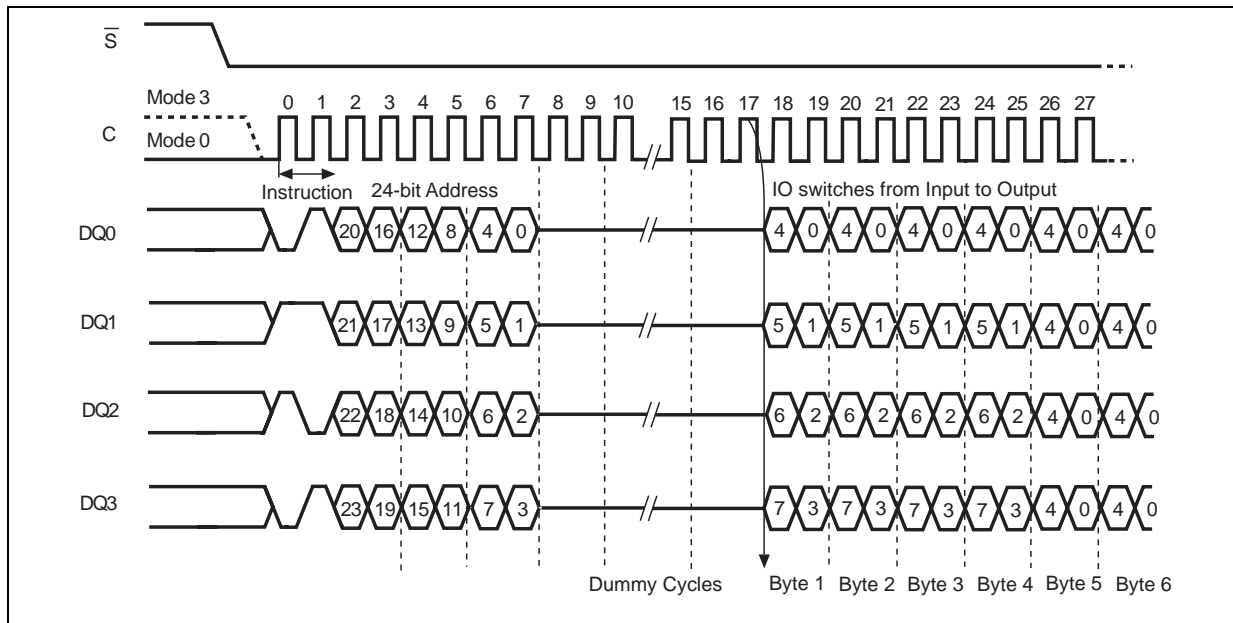 S
Mode 3
0 1 2 3 4 5 6 7 8 9 10 15 16 17 18 19 20 21 22 23 24 25 26 27
C
Mode 0
Instruction 24-bit Address IO switches from Input to Output
DQ0 20 16 12 8 4 0 4 0 4 0 4 0 4 0 4 0 4 0
DQ1 21 17 13 9 5 1 5 1 5 1 5 1 5 1 4 0 4 0
DQ2 22 18 14 10 6 2 6 2 6 2 6 2 6 2 4 0 4 0
DQ3 23 19 15 11 7 3 7 3 7 3 7 3 7 3 4 0 4 0
Dummy Cycles Byte 1 Byte 2 Byte 3 Byte 4 Byte 5 Byte 6